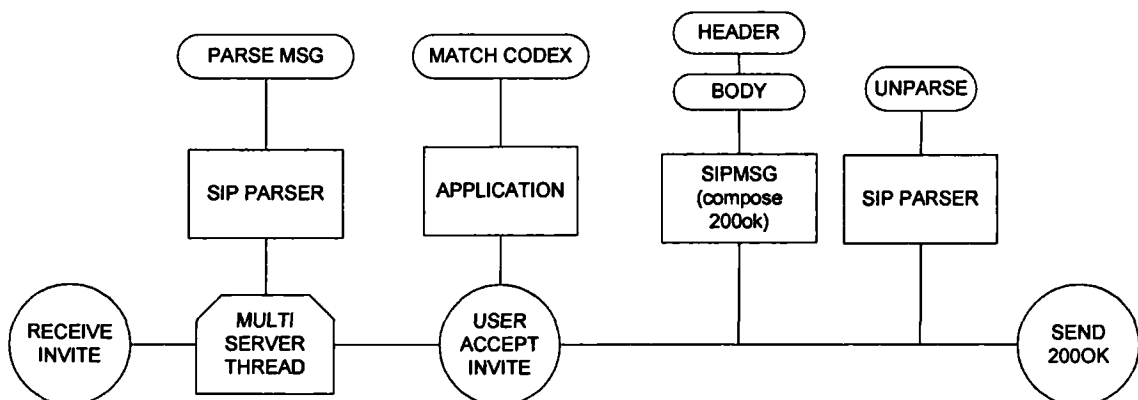 HEADER
PARSE MSG
MATCH CODEX
BODY
UNPARSE
SIP PARSER
APPLICATION
SIPMSG
(compose
200ok)
SIP PARSER
RECEIVE
INVITE
MULTI
SERVER
THREAD
USER
ACCEPT
INVITE
SEND
200OK